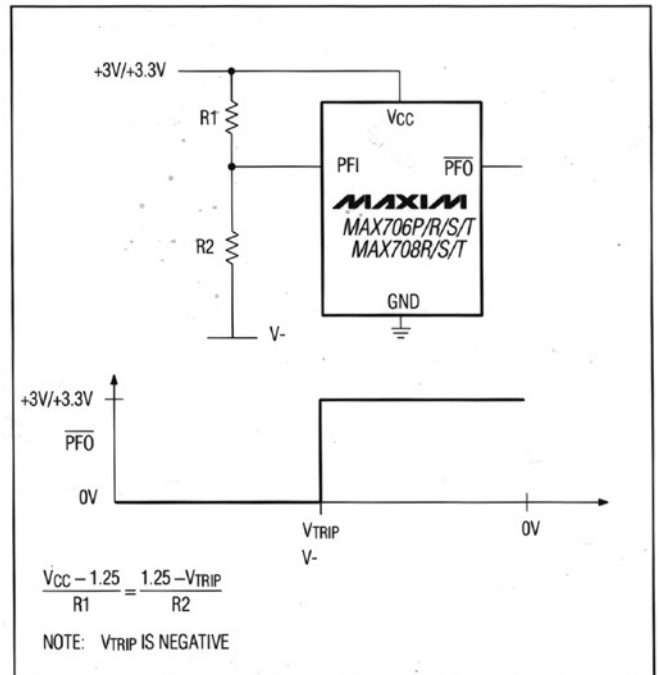 +3V/+3.3V
R1
VCC
PFI
PFO
MAXIM
MAX706P/R/S/T
MAX708R/S/T
R2
GND
V-
+3V/+3.3V
PFO
0V
VTRIP
0V
V-
VCC – 1.25 / R1 = 1.25 – VTRIP / R2
NOTE: VTRIP IS NEGATIVE